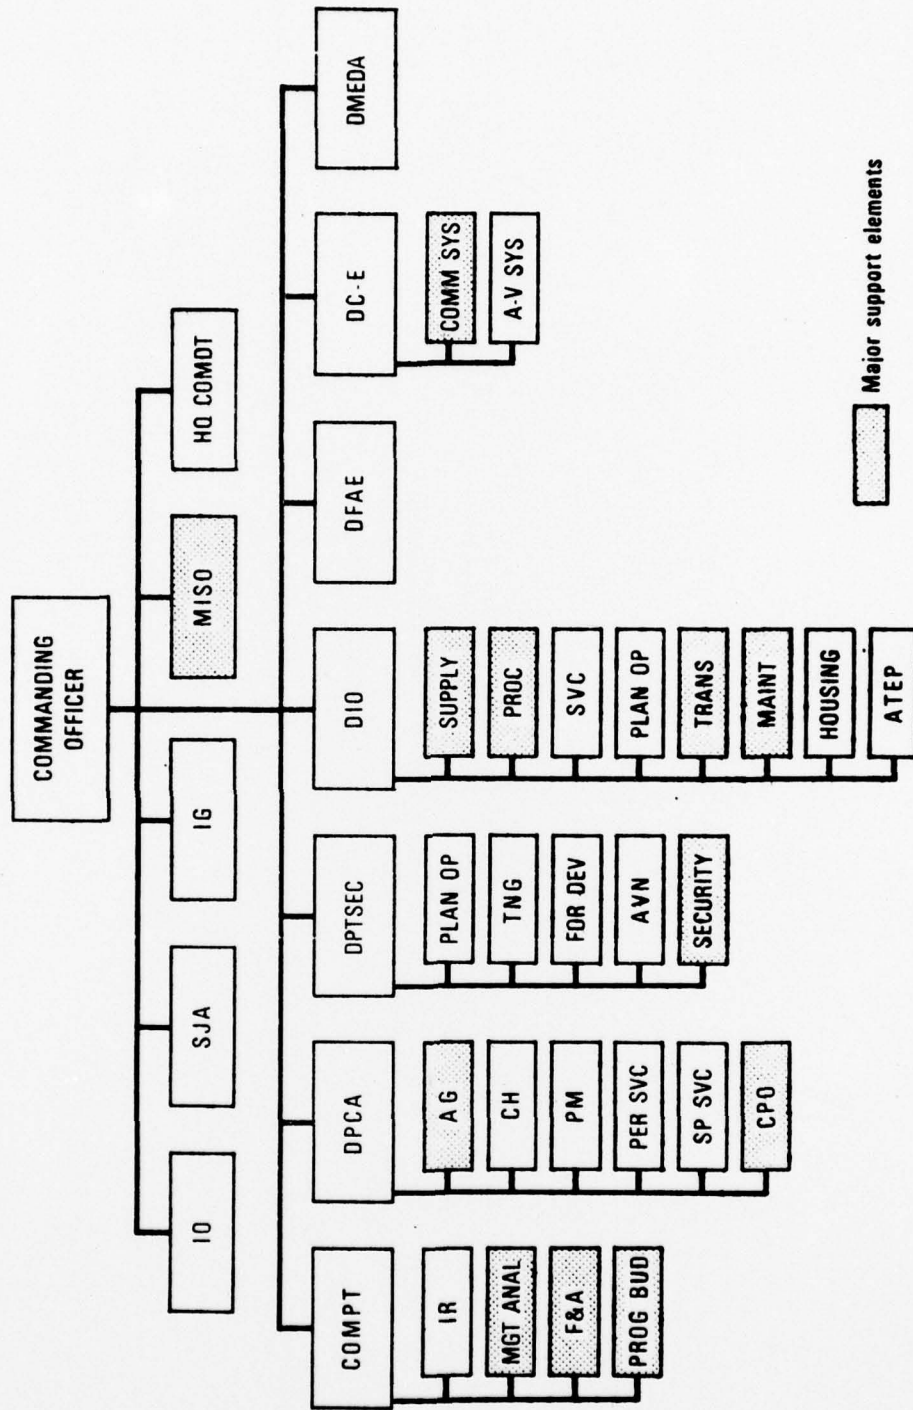 COMMANDING
OFFICER
IO
SJA
IG
MISO
HQ COMDT
COMPT
DPCA
DPTSEC
DIO
DFAE
DC-E
DMEDA
IR
MGT ANAL
F&A
PROG BUD
AG
CH
PM
PER SVC
SP SVC
CPO
PLAN OP
TNG
FOR DEV
AVN
SECURITY
SUPPLY
PROC
SVC
PLAN OP
TRANS
MAINT
HOUSING
ATEP
COMM SYS
A-V SYS
Major support elements